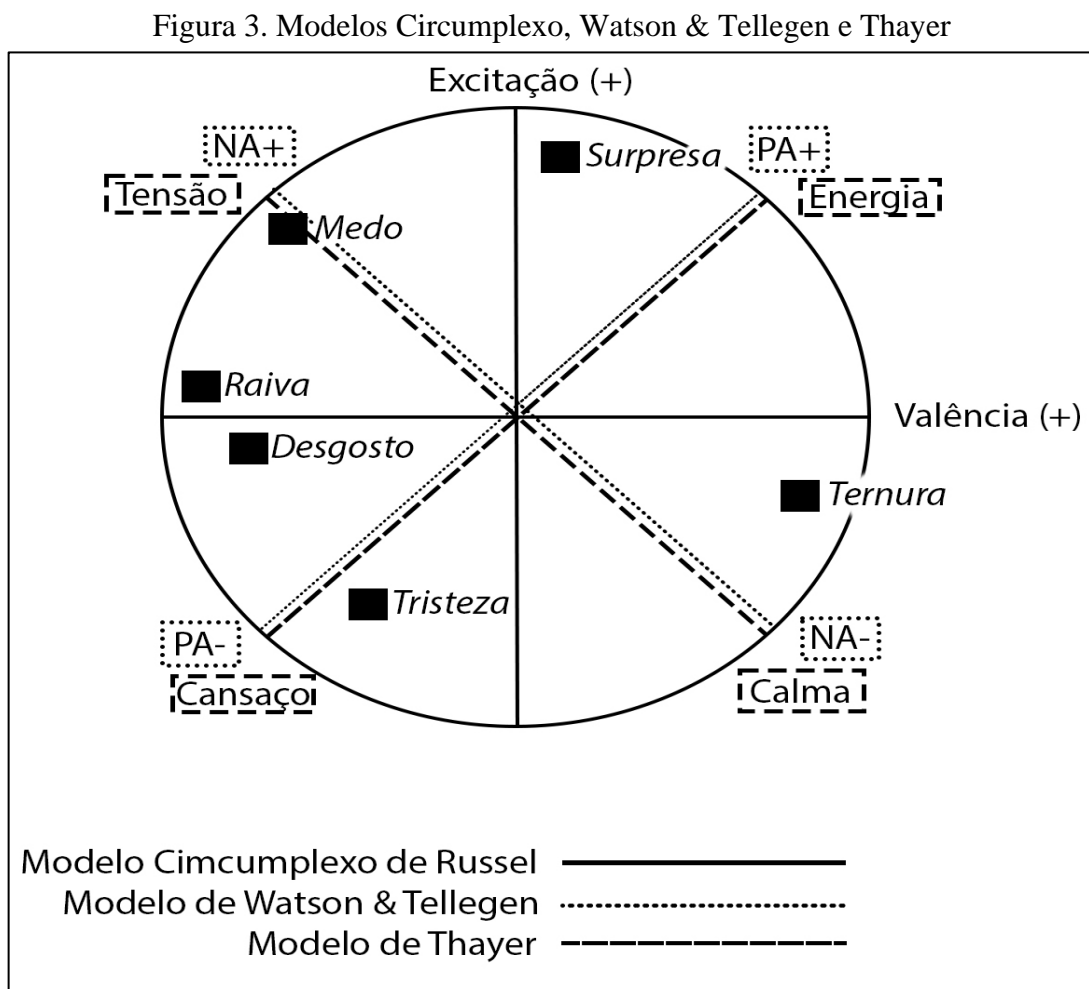 Figura 3. Modelos Circumplexo, Watson & Tellegen e Thayer
Excitação (+)
NA+
PA+
Surpresa
Tensão
Energia
Medo
Raiva
Valência (+)
Desgosto
Ternura
Tristeza
PA-
NA-
Cansaço
Calma
Modelo Cimcumplexo de Russel
Modelo de Watson & Tellegen
Modelo de Thayer